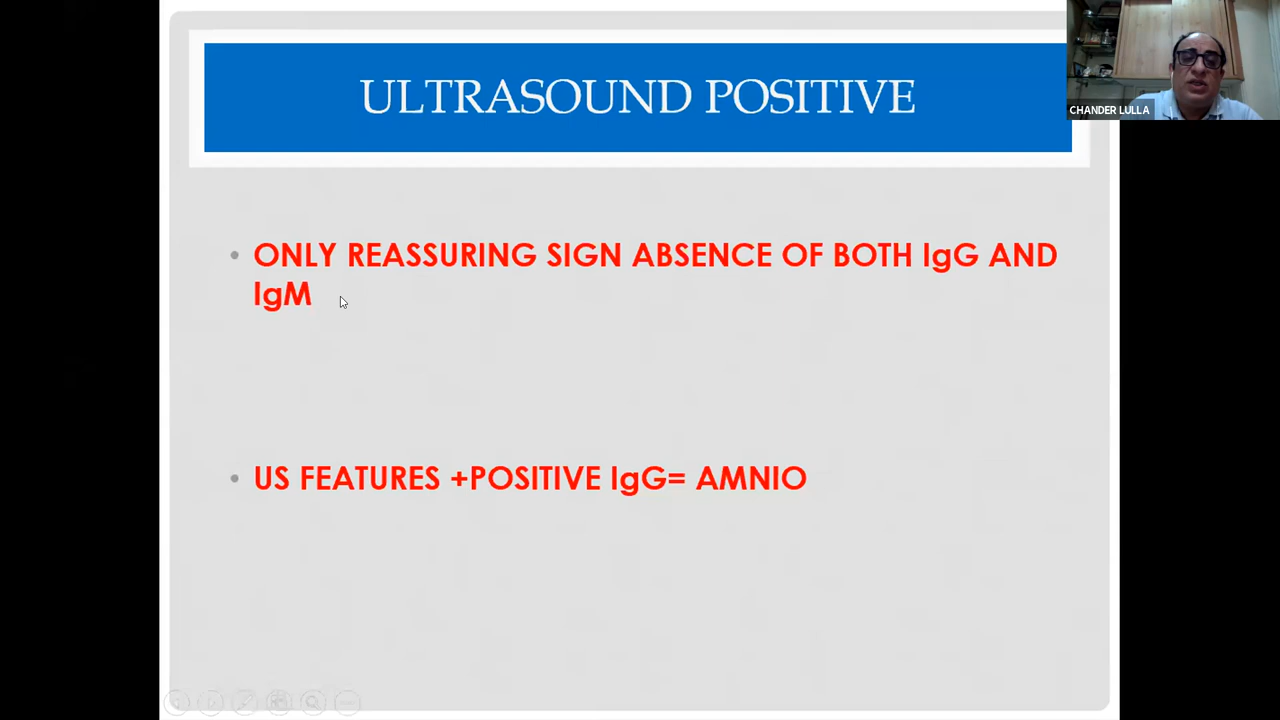 ULTRASOUND POSITIVE
CHANDER LULLA
• ONLY REASSURING SIGN ABSENCE OF BOTH IgG AND
IgM
• US FEATURES +POSITIVE IgG= AMNIO